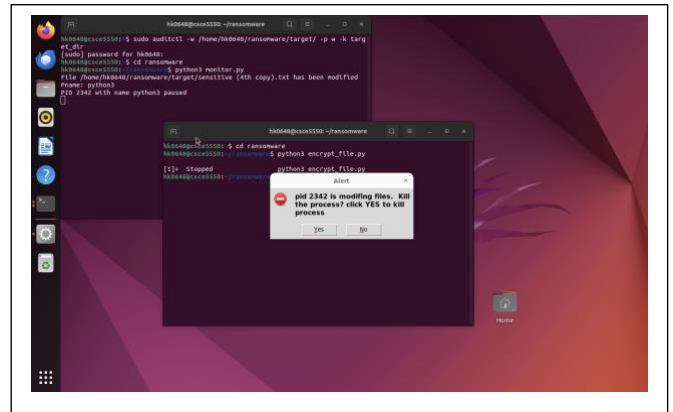 hk0648@csce5550: ~/ransomware
hk0648@csce5550:~$ sudo auditctl -w /home/hk0648/ransomware/target/ -p w -k targ
et_dir
[sudo] password for hk0648:
hk0648@csce5550:~$ cd ransomware
hk0648@csce5550:~/ransomware$ python3 monitor.py
File /home/hk0648/ransomware/target/sensitive (4th copy).txt has been modified
Pname: python3
PID 2342 with name python3 paused
hk0648@csce5550: ~/ransomware
hk0648@csce5550:~$ cd ransomware
hk0648@csce5550:~/ransomware$ python3 encrypt_file.py
[1]+ Stopped python3 encrypt_file.py
hk0648@csce5550:~/ransomware$
Alert
pid 2342 is modifing files. Kill
the process? click YES to kill
process
Yes No
Home